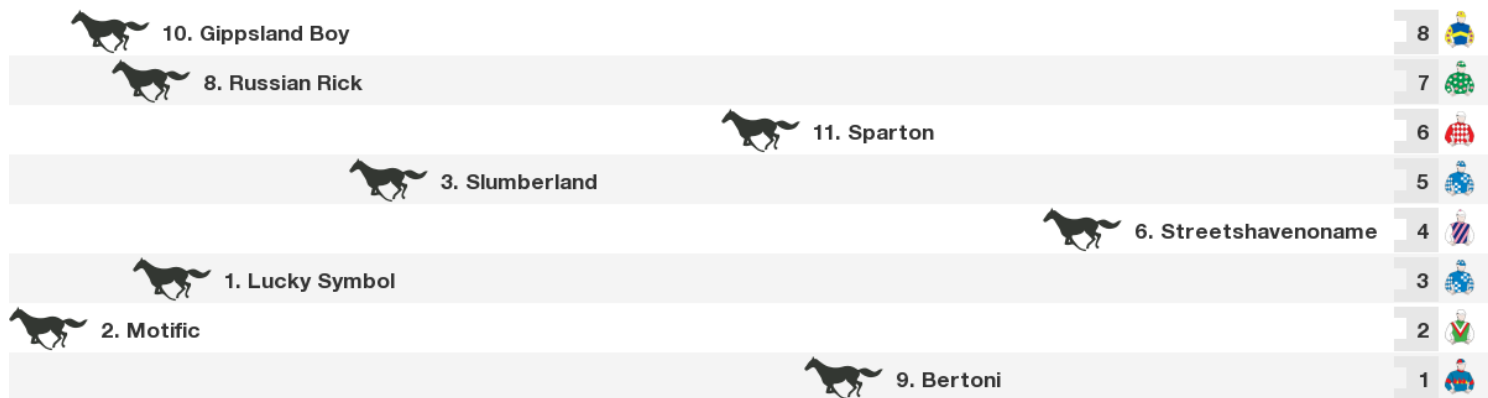 10. Gippsland Boy 8
8. Russian Rick 7
11. Sparton 6
3. Slumberland 5
6. Streetshavenoname 4
1. Lucky Symbol 3
2. Motific 2
9. Bertoni 1